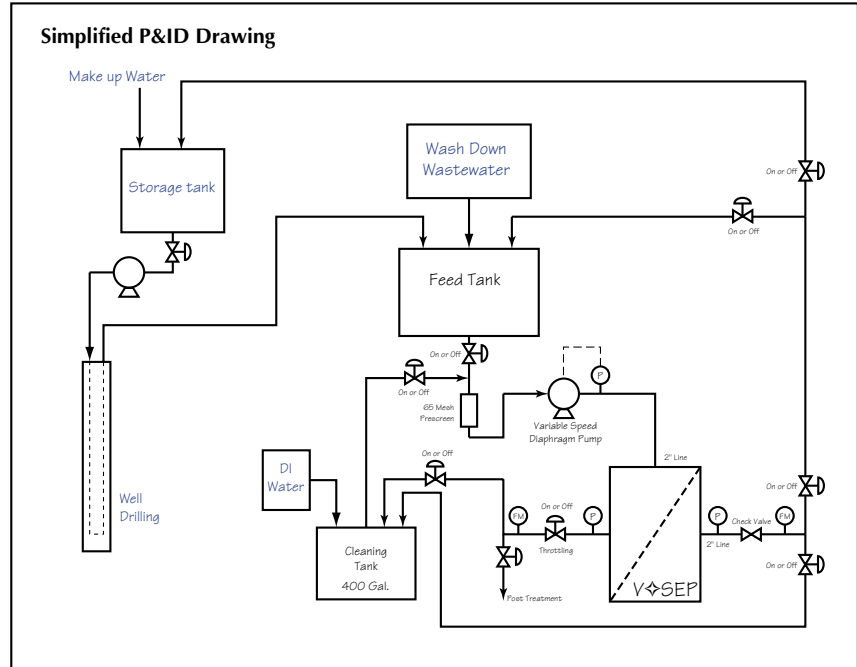 Simplified P&ID Drawing
Make up Water
Storage tank
Wash Down
Wastewater
On or Off
On or Off
Feed Tank
On or Off
On or Off
65 Mesh
Prescreen
P
Variable Speed
Diaphragm Pump
2" Line
On or Off
DI
Water
Well
Drilling
On or Off
FM
On or Off
P
P
Check Valve
FM
Throttling
2" Line
Cleaning
Tank
400 Gal.
On or Off
V SEP
Post Treatment